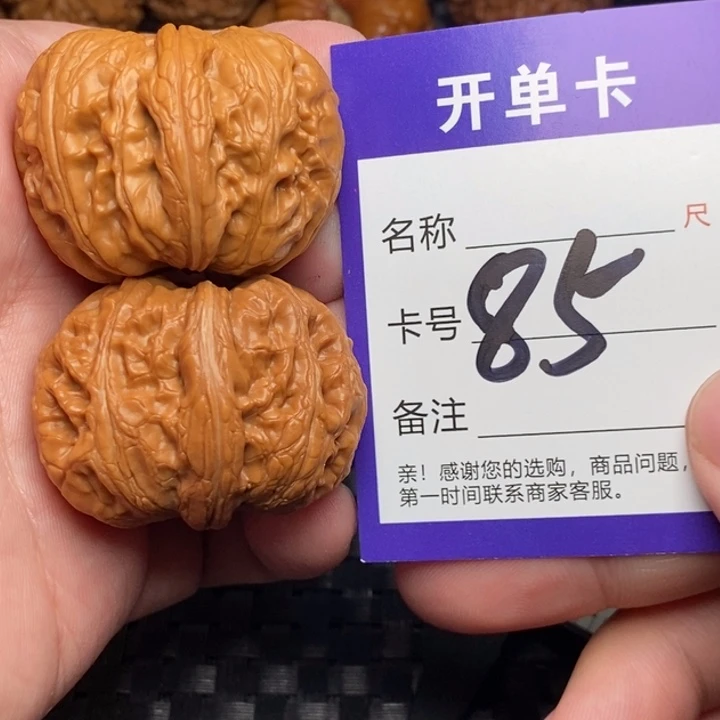 开单卡
名称 尺
卡号 85
备注
亲！感谢您的选购，商品问题，
第一时间联系商家客服。